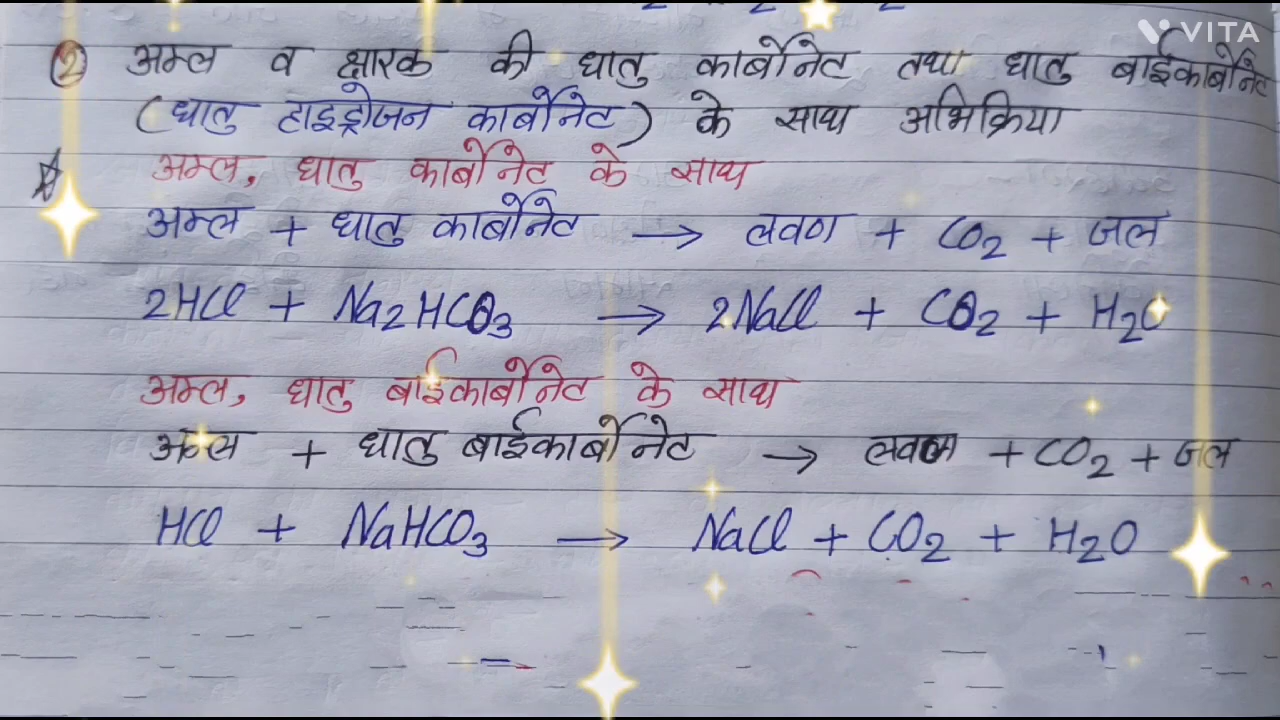 VITA
② अम्ल व क्षारक की धातु कार्बोनेट तथा धातु बाईकार्बोनेट
(धातु हाइड्रोजन कार्बोनेट) के साथ अभिक्रिया
अम्ल, धातु कार्बोनेट के साथ
अम्ल + धातु कार्बोनेट → लवण + CO2 + जल
2HCl + Na2HCO3 → 2NaCl + CO2 + H2O
अम्ल, धातु बाईकार्बोनेट के साथ
अम्ल + धातु बाईकार्बोनेट → लवण + CO2 + जल
HCl + NaHCO3 → NaCl + CO2 + H2O